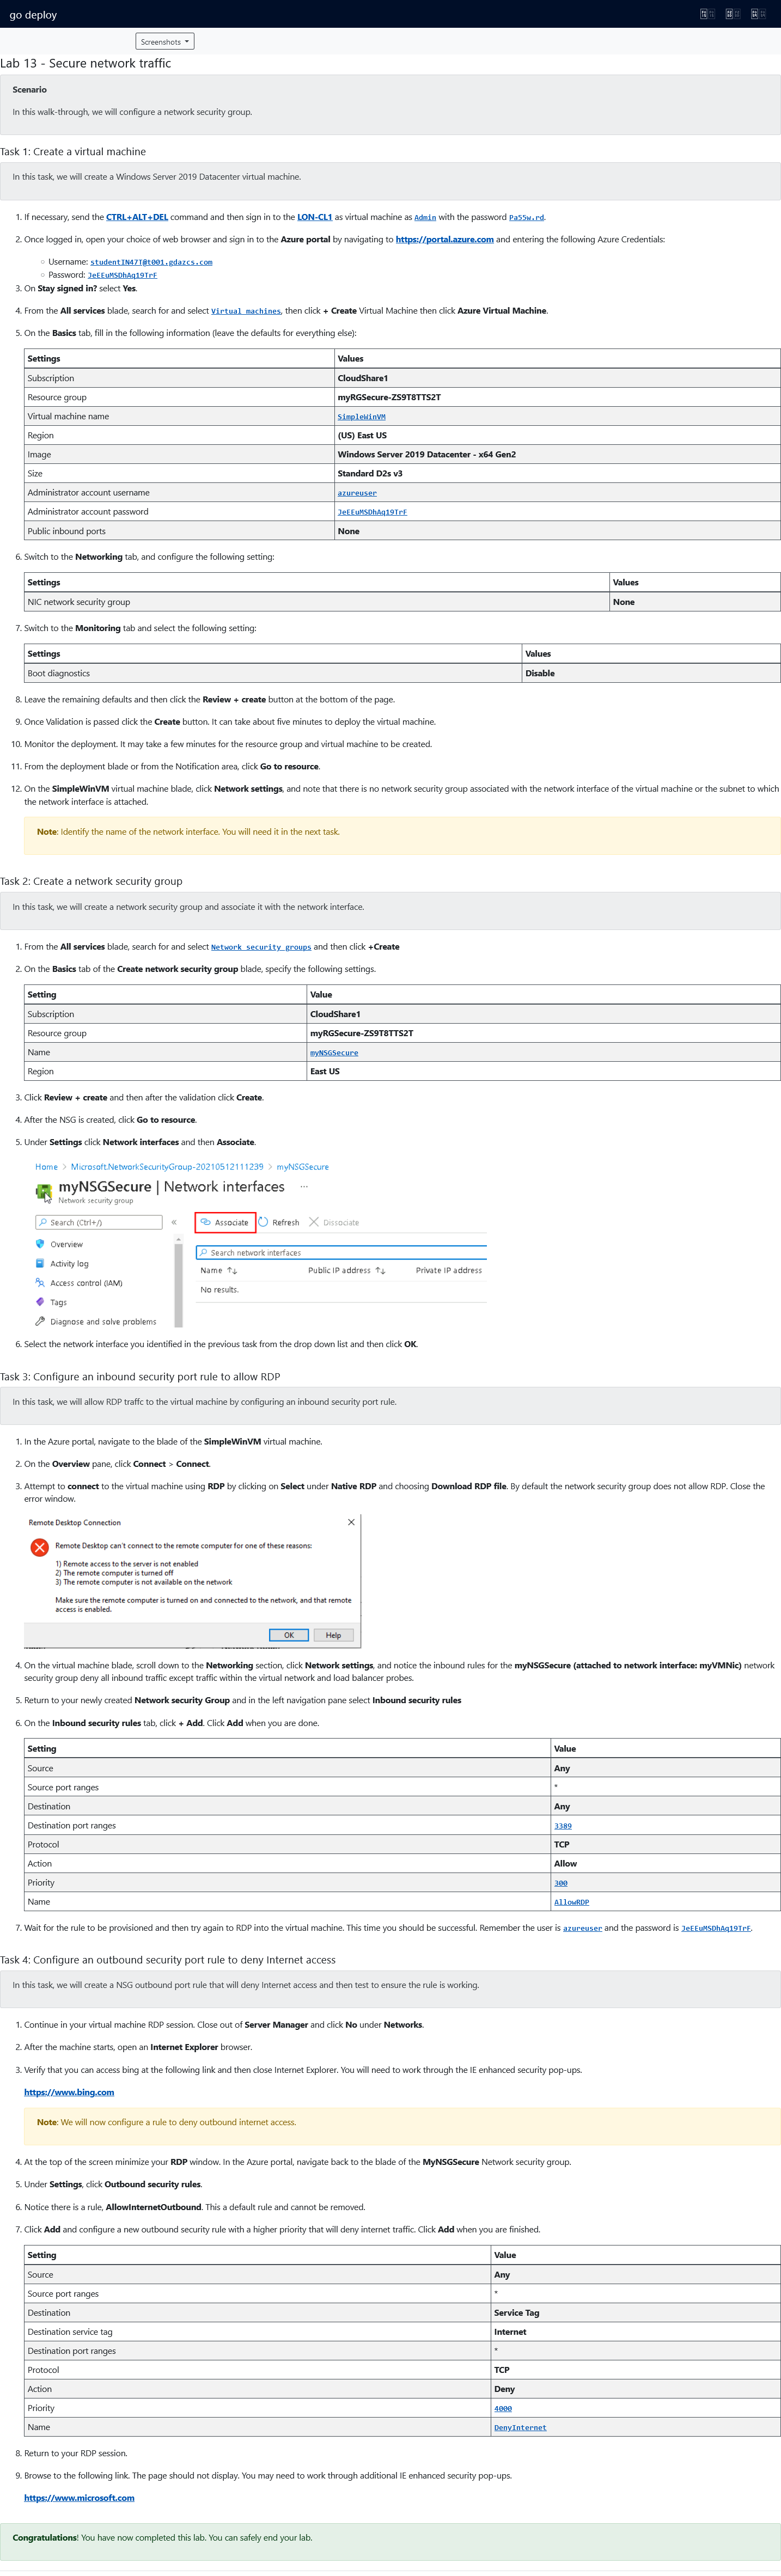 go deploy
Screenshots
Lab 13 - Secure network traffic
Scenario
In this walk-through, we will configure a network security group.
Task 1: Create a virtual machine
In this task, we will create a Windows Server 2019 Datacenter virtual machine.
1. If necessary, send the CTRL+ALT+DEL command and then sign in to the LON-CL1 as virtual machine as Admin with the password Pa55w.rd.
2. Once logged in, open your choice of web browser and sign in to the Azure portal by navigating to https://portal.azure.com and entering the following Azure Credentials:
○ Username: studentIN47T@t001.gdazcs.com
○ Password: JeEEuMSDhAq19TrF
3. On Stay signed in? select Yes.
4. From the All services blade, search for and select Virtual machines, then click + Create Virtual Machine then click Azure Virtual Machine.
5. On the Basics tab, fill in the following information (leave the defaults for everything else):
Settings Values
Subscription CloudShare1
Resource group myRGSecure-ZS9T8TTS2T
Virtual machine name SimpleWinVM
Region (US) East US
Image Windows Server 2019 Datacenter - x64 Gen2
Size Standard D2s v3
Administrator account username azureuser
Administrator account password JeEEuMSDhAq19TrF
Public inbound ports None
6. Switch to the Networking tab, and configure the following setting:
Settings Values
NIC network security group None
7. Switch to the Monitoring tab and select the following setting:
Settings Values
Boot diagnostics Disable
8. Leave the remaining defaults and then click the Review + create button at the bottom of the page.
9. Once Validation is passed click the Create button. It can take about five minutes to deploy the virtual machine.
10. Monitor the deployment. It may take a few minutes for the resource group and virtual machine to be created.
11. From the deployment blade or from the Notification area, click Go to resource.
12. On the SimpleWinVM virtual machine blade, click Network settings, and note that there is no network security group associated with the network interface of the virtual machine or the subnet to which
the network interface is attached.
Note: Identify the name of the network interface. You will need it in the next task.
Task 2: Create a network security group
In this task, we will create a network security group and associate it with the network interface.
1. From the All services blade, search for and select Network security groups and then click +Create
2. On the Basics tab of the Create network security group blade, specify the following settings.
Setting Value
Subscription CloudShare1
Resource group myRGSecure-ZS9T8TTS2T
Name myNSGSecure
Region East US
3. Click Review + create and then after the validation click Create.
4. After the NSG is created, click Go to resource.
5. Under Settings click Network interfaces and then Associate.
Home > Microsoft.NetworkSecurityGroup-20210512111239 > myNSGSecure
myNSGSecure | Network interfaces ...
Network security group
Search (Ctrl+/) « Associate Refresh Dissociate
Overview
Search network interfaces
Activity log
Name ↑↓ Public IP address ↑↓ Private IP address
Access control (IAM)
No results.
Tags
Diagnose and solve problems
6. Select the network interface you identified in the previous task from the drop down list and then click OK.
Task 3: Configure an inbound security port rule to allow RDP
In this task, we will allow RDP traffc to the virtual machine by configuring an inbound security port rule.
1. In the Azure portal, navigate to the blade of the SimpleWinVM virtual machine.
2. On the Overview pane, click Connect > Connect.
3. Attempt to connect to the virtual machine using RDP by clicking on Select under Native RDP and choosing Download RDP file. By default the network security group does not allow RDP. Close the
error window.
Remote Desktop Connection
Remote Desktop can't connect to the remote computer for one of these reasons:
1) Remote access to the server is not enabled
2) The remote computer is turned off
3) The remote computer is not available on the network
Make sure the remote computer is turned on and connected to the network, and that remote
access is enabled.
OK Help
4. On the virtual machine blade, scroll down to the Networking section, click Network settings, and notice the inbound rules for the myNSGSecure (attached to network interface: myVMNic) network
security group deny all inbound traffic except traffic within the virtual network and load balancer probes.
5. Return to your newly created Network security Group and in the left navigation pane select Inbound security rules
6. On the Inbound security rules tab, click + Add. Click Add when you are done.
Setting Value
Source Any
Source port ranges *
Destination Any
Destination port ranges 3389
Protocol TCP
Action Allow
Priority 300
Name AllowRDP
7. Wait for the rule to be provisioned and then try again to RDP into the virtual machine. This time you should be successful. Remember the user is azureuser and the password is JeEEuMSDhAq19TrF.
Task 4: Configure an outbound security port rule to deny Internet access
In this task, we will create a NSG outbound port rule that will deny Internet access and then test to ensure the rule is working.
1. Continue in your virtual machine RDP session. Close out of Server Manager and click No under Networks.
2. After the machine starts, open an Internet Explorer browser.
3. Verify that you can access bing at the following link and then close Internet Explorer. You will need to work through the IE enhanced security pop-ups.
https://www.bing.com
Note: We will now configure a rule to deny outbound internet access.
4. At the top of the screen minimize your RDP window. In the Azure portal, navigate back to the blade of the MyNSGSecure Network security group.
5. Under Settings, click Outbound security rules.
6. Notice there is a rule, AllowInternetOutbound. This a default rule and cannot be removed.
7. Click Add and configure a new outbound security rule with a higher priority that will deny internet traffic. Click Add when you are finished.
Setting Value
Source Any
Source port ranges *
Destination Service Tag
Destination service tag Internet
Destination port ranges *
Protocol TCP
Action Deny
Priority 4000
Name DenyInternet
8. Return to your RDP session.
9. Browse to the following link. The page should not display. You may need to work through additional IE enhanced security pop-ups.
https://www.microsoft.com
Congratulations! You have now completed this lab. You can safely end your lab.